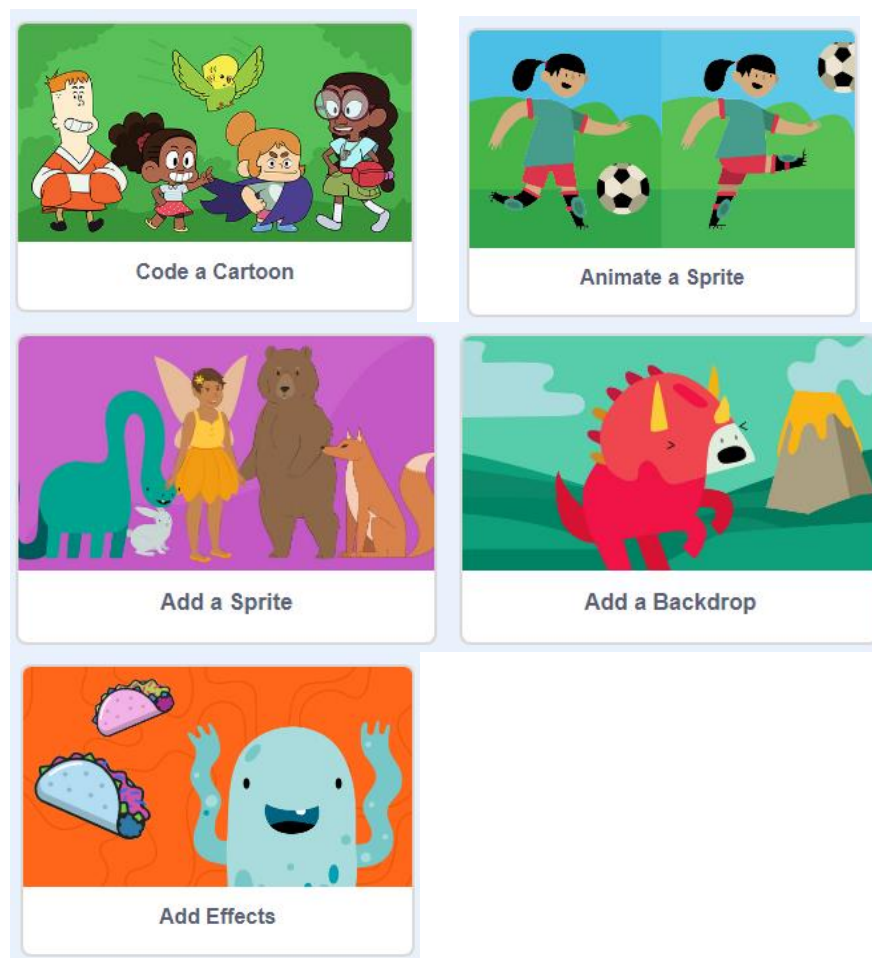 Code a Cartoon
Animate a Sprite
Add a Sprite
Add a Backdrop
Add Effects